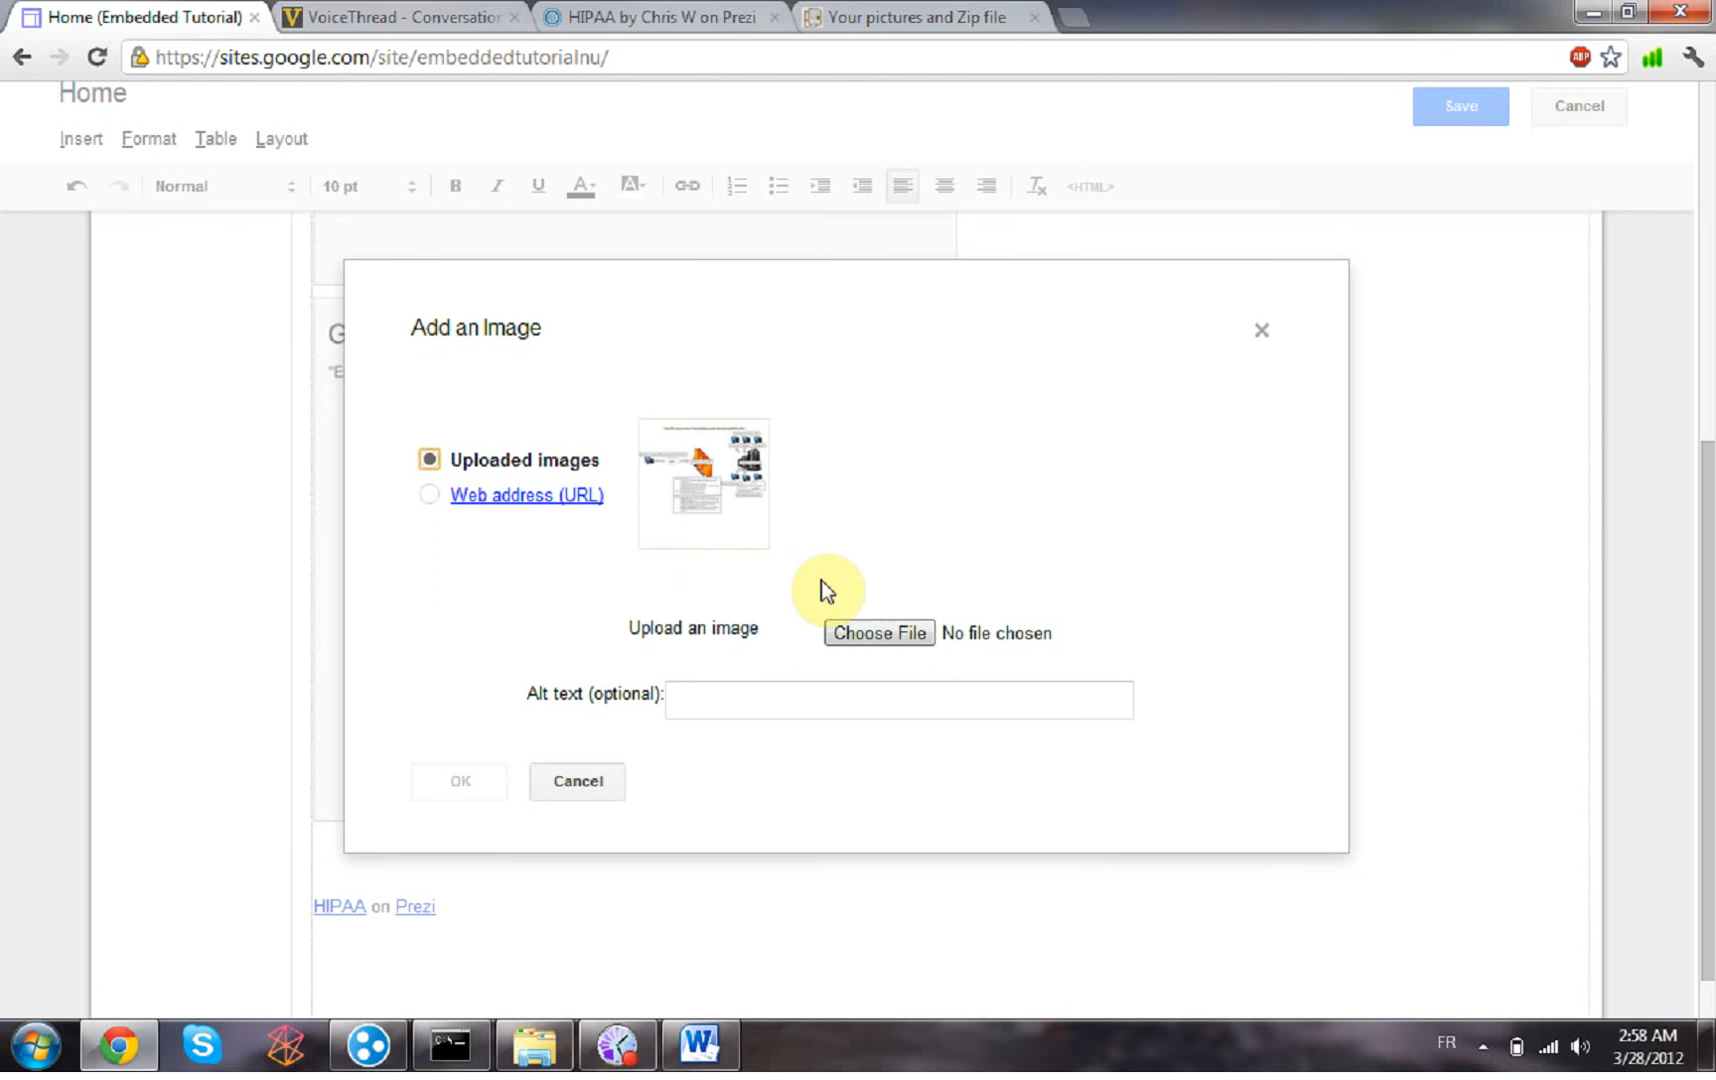 Home (Embedded Tutorial)
VoiceThread - Conversation
HIPAA by Chris W on Prezi
Your pictures and Zip file
https://sites.google.com/site/embeddedtutorialnu/
ABP
Home
Save
Cancel
Insert
Format
Table
Layout
Normal
10 pt
B
I
U
A
A
<HTML>
G
"E
Add an Image
Uploaded images
Web address (URL)
Upload an image
Choose File
No file chosen
Alt text (optional):
OK
Cancel
HIPAA on Prezi
FR
2:58 AM
3/28/2012